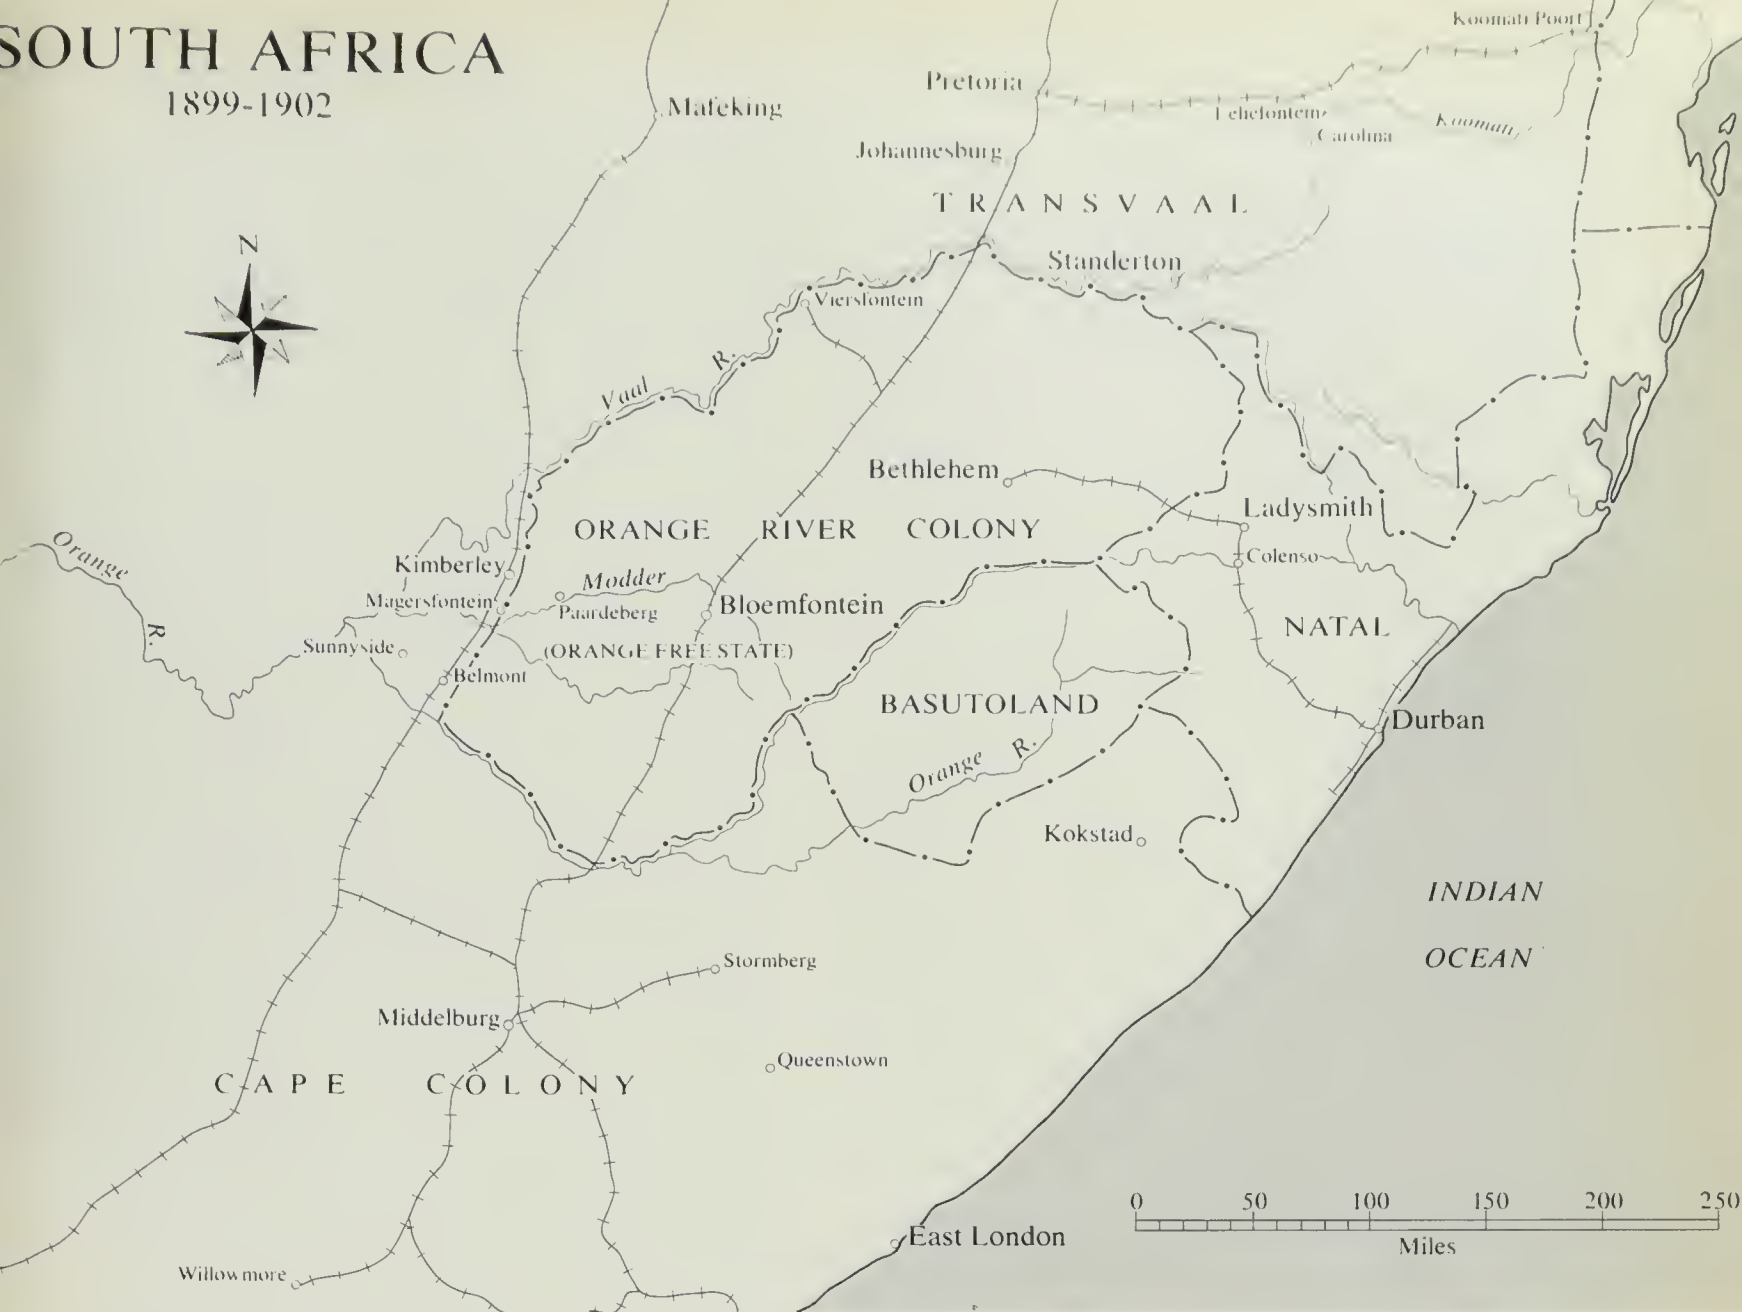 SOUTH AFRICA
1899-1902
Koomati Poort
Pretoria
Mafeking
Koomati
Carolina
Johannesburg
TRANSVAAL
N
Standerton
Viersfontein
Vaal R.
Bethlehem
Ladysmith
ORANGE RIVER COLONY
Orange R.
Colenso
Kimberley
Modder
Magersfontein
Paardeberg
Bloemfontein
NATAL
Sunnyside
(ORANGE FREE STATE)
Belmont
BASUTOLAND
Durban
Orange R.
Kokstad
INDIAN
OCEAN
Stormberg
Middelburg
Queenstown
CAPE COLONY
0 50 100 150 200 250
Miles
East London
Willowmore